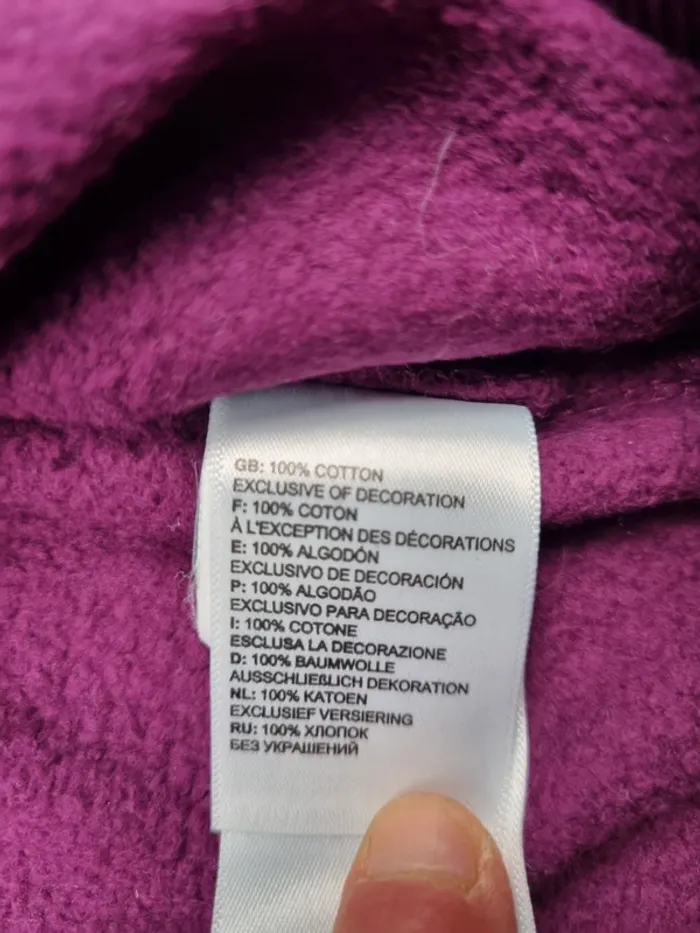 GB: 100% COTTON
EXCLUSIVE OF DECORATION
F: 100% COTON
À L'EXCEPTION DES DÉCORATIONS
E: 100% ALGODÓN
EXCLUSIVO DE DECORACIÓN
P: 100% ALGODÃO
EXCLUSIVO PARA DECORAÇÃO
I: 100% COTONE
ESCLUSA LA DECORAZIONE
D: 100% BAUMWOLLE
AUSSCHLIEßLICH DEKORATION
NL: 100% KATOEN
EXCLUSIEF VERSIERING
RU: 100% ХЛОПОК
БЕЗ УКРАШЕНИЙ